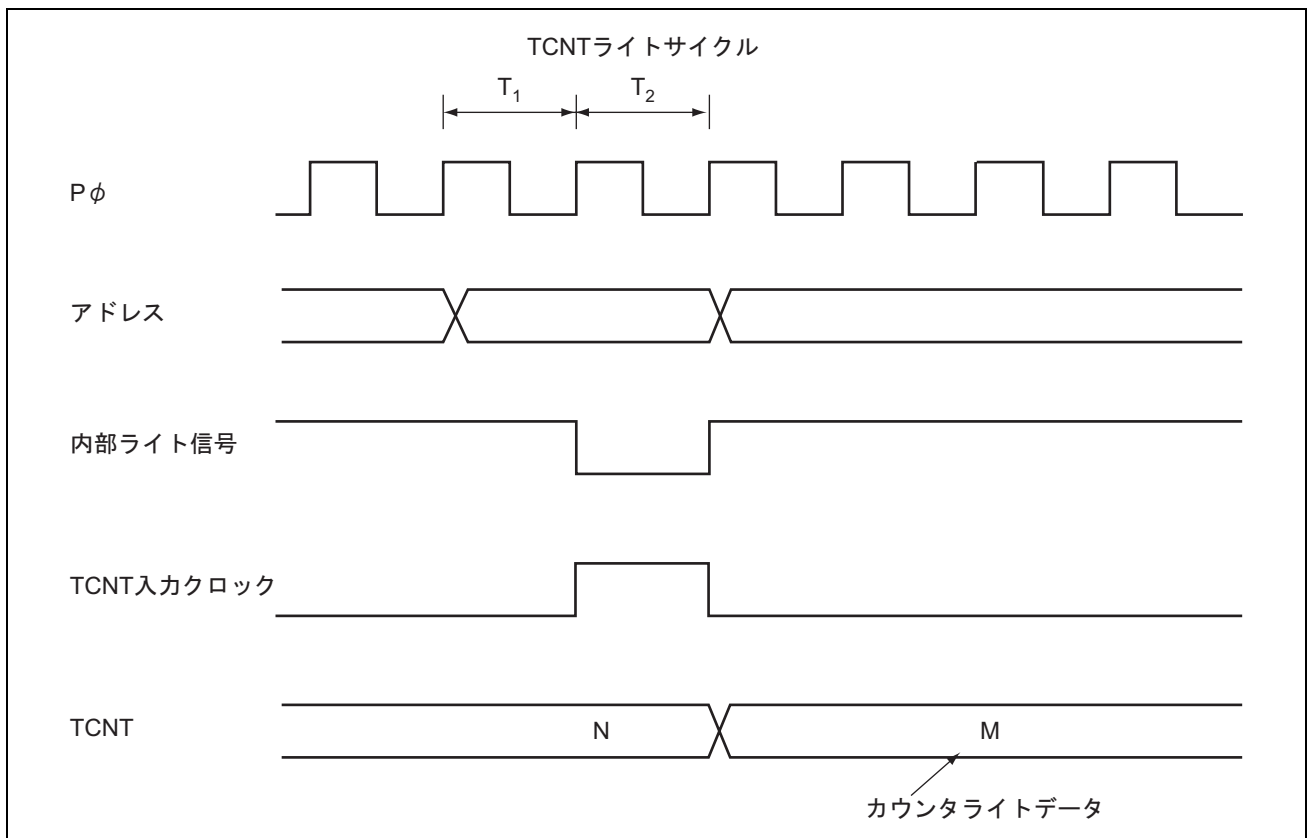 TCNTライトサイクル
T1 T2
Pφ
アドレス
内部ライト信号
TCNT入力クロック
TCNT N M
カウンタライトデータ